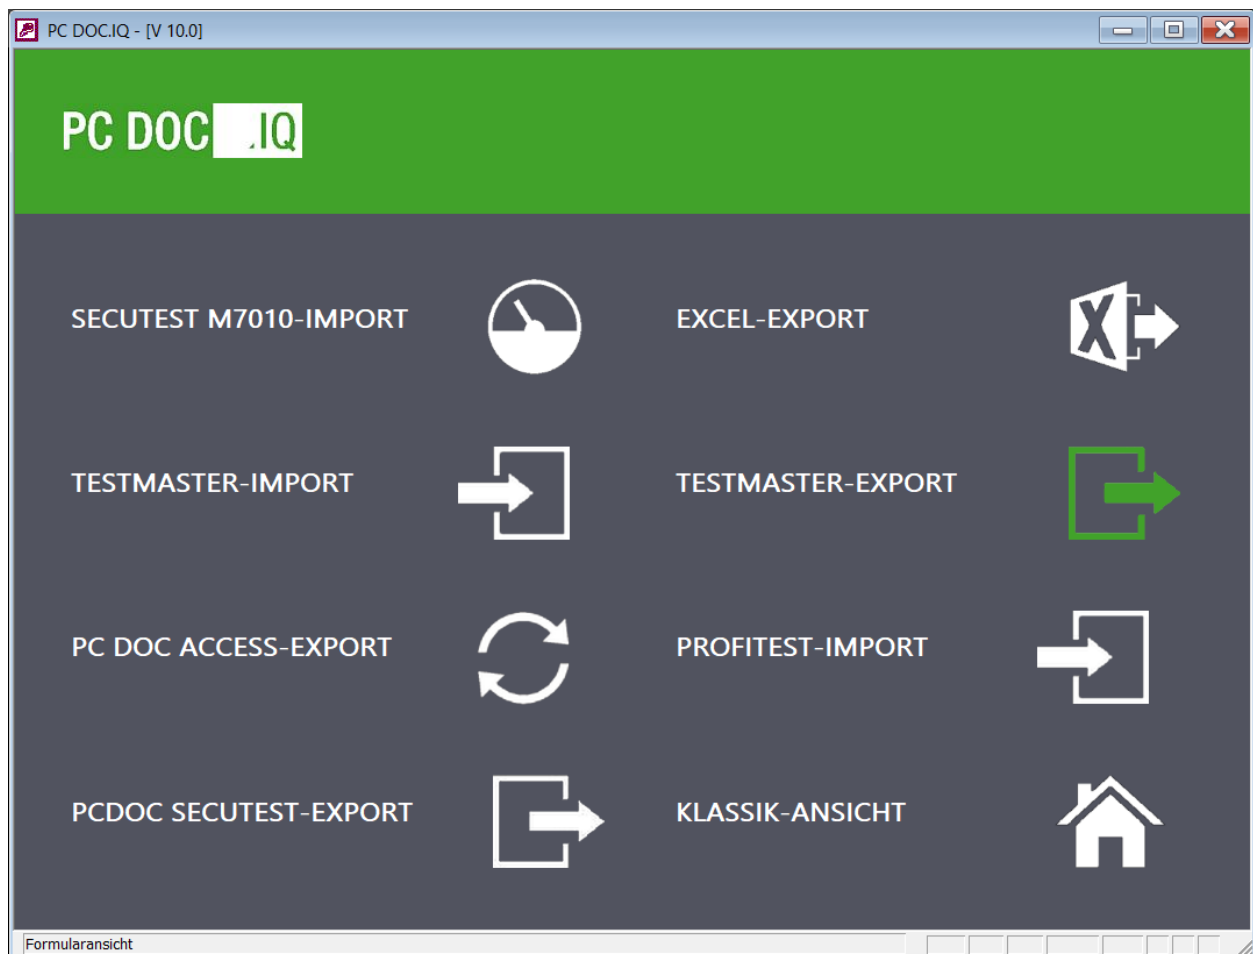 PC DOC.IQ - [V 10.0]
PC DOC .IQ
SECUTEST M7010-IMPORT
EXCEL-EXPORT
X
TESTMASTER-IMPORT
TESTMASTER-EXPORT
PC DOC ACCESS-EXPORT
PROFITEST-IMPORT
PCDOC SECUTEST-EXPORT
KLASSIK-ANSICHT
Formularansicht